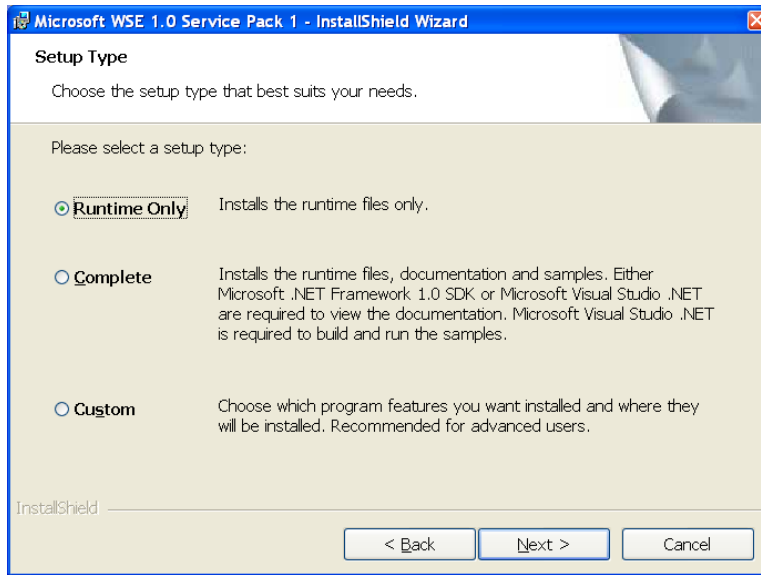 Microsoft WSE 1.0 Service Pack 1 - InstallShield Wizard
Setup Type
Choose the setup type that best suits your needs.
Please select a setup type:
Runtime Only
Installs the runtime files only.
Complete
Installs the runtime files, documentation and samples. Either
Microsoft .NET Framework 1.0 SDK or Microsoft Visual Studio .NET
are required to view the documentation. Microsoft Visual Studio .NET
is required to build and run the samples.
Custom
Choose which program features you want installed and where they
will be installed. Recommended for advanced users.
InstallShield
< Back
Next >
Cancel